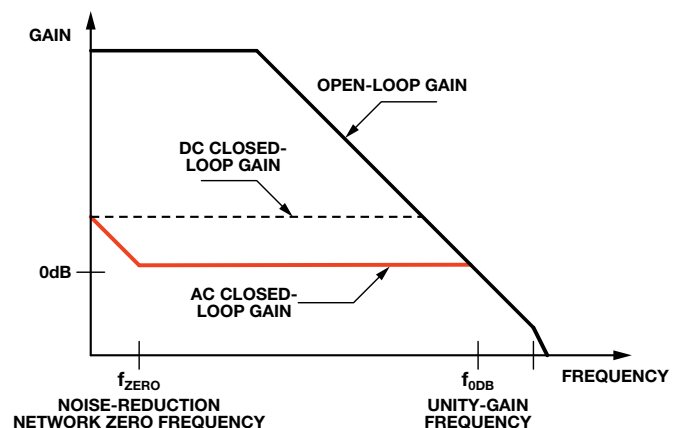 GAIN
OPEN-LOOP GAIN
DC CLOSED-
LOOP GAIN
0dB
AC CLOSED-
LOOP GAIN
fZERO
NOISE-REDUCTION
NETWORK ZERO FREQUENCY
f0DB
UNITY-GAIN
FREQUENCY
FREQUENCY